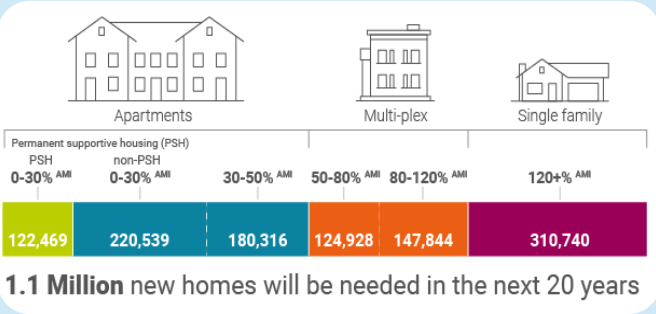 Apartments Multi-plex Single family
Permanent supportive housing (PSH)
PSH non-PSH
0-30% AMI 0-30% AMI 30-50% AMI 50-80% AMI 80-120% AMI 120+% AMI
122,469 220,539 180,316 124,928 147,844 310,740
1.1 Million new homes will be needed in the next 20 years